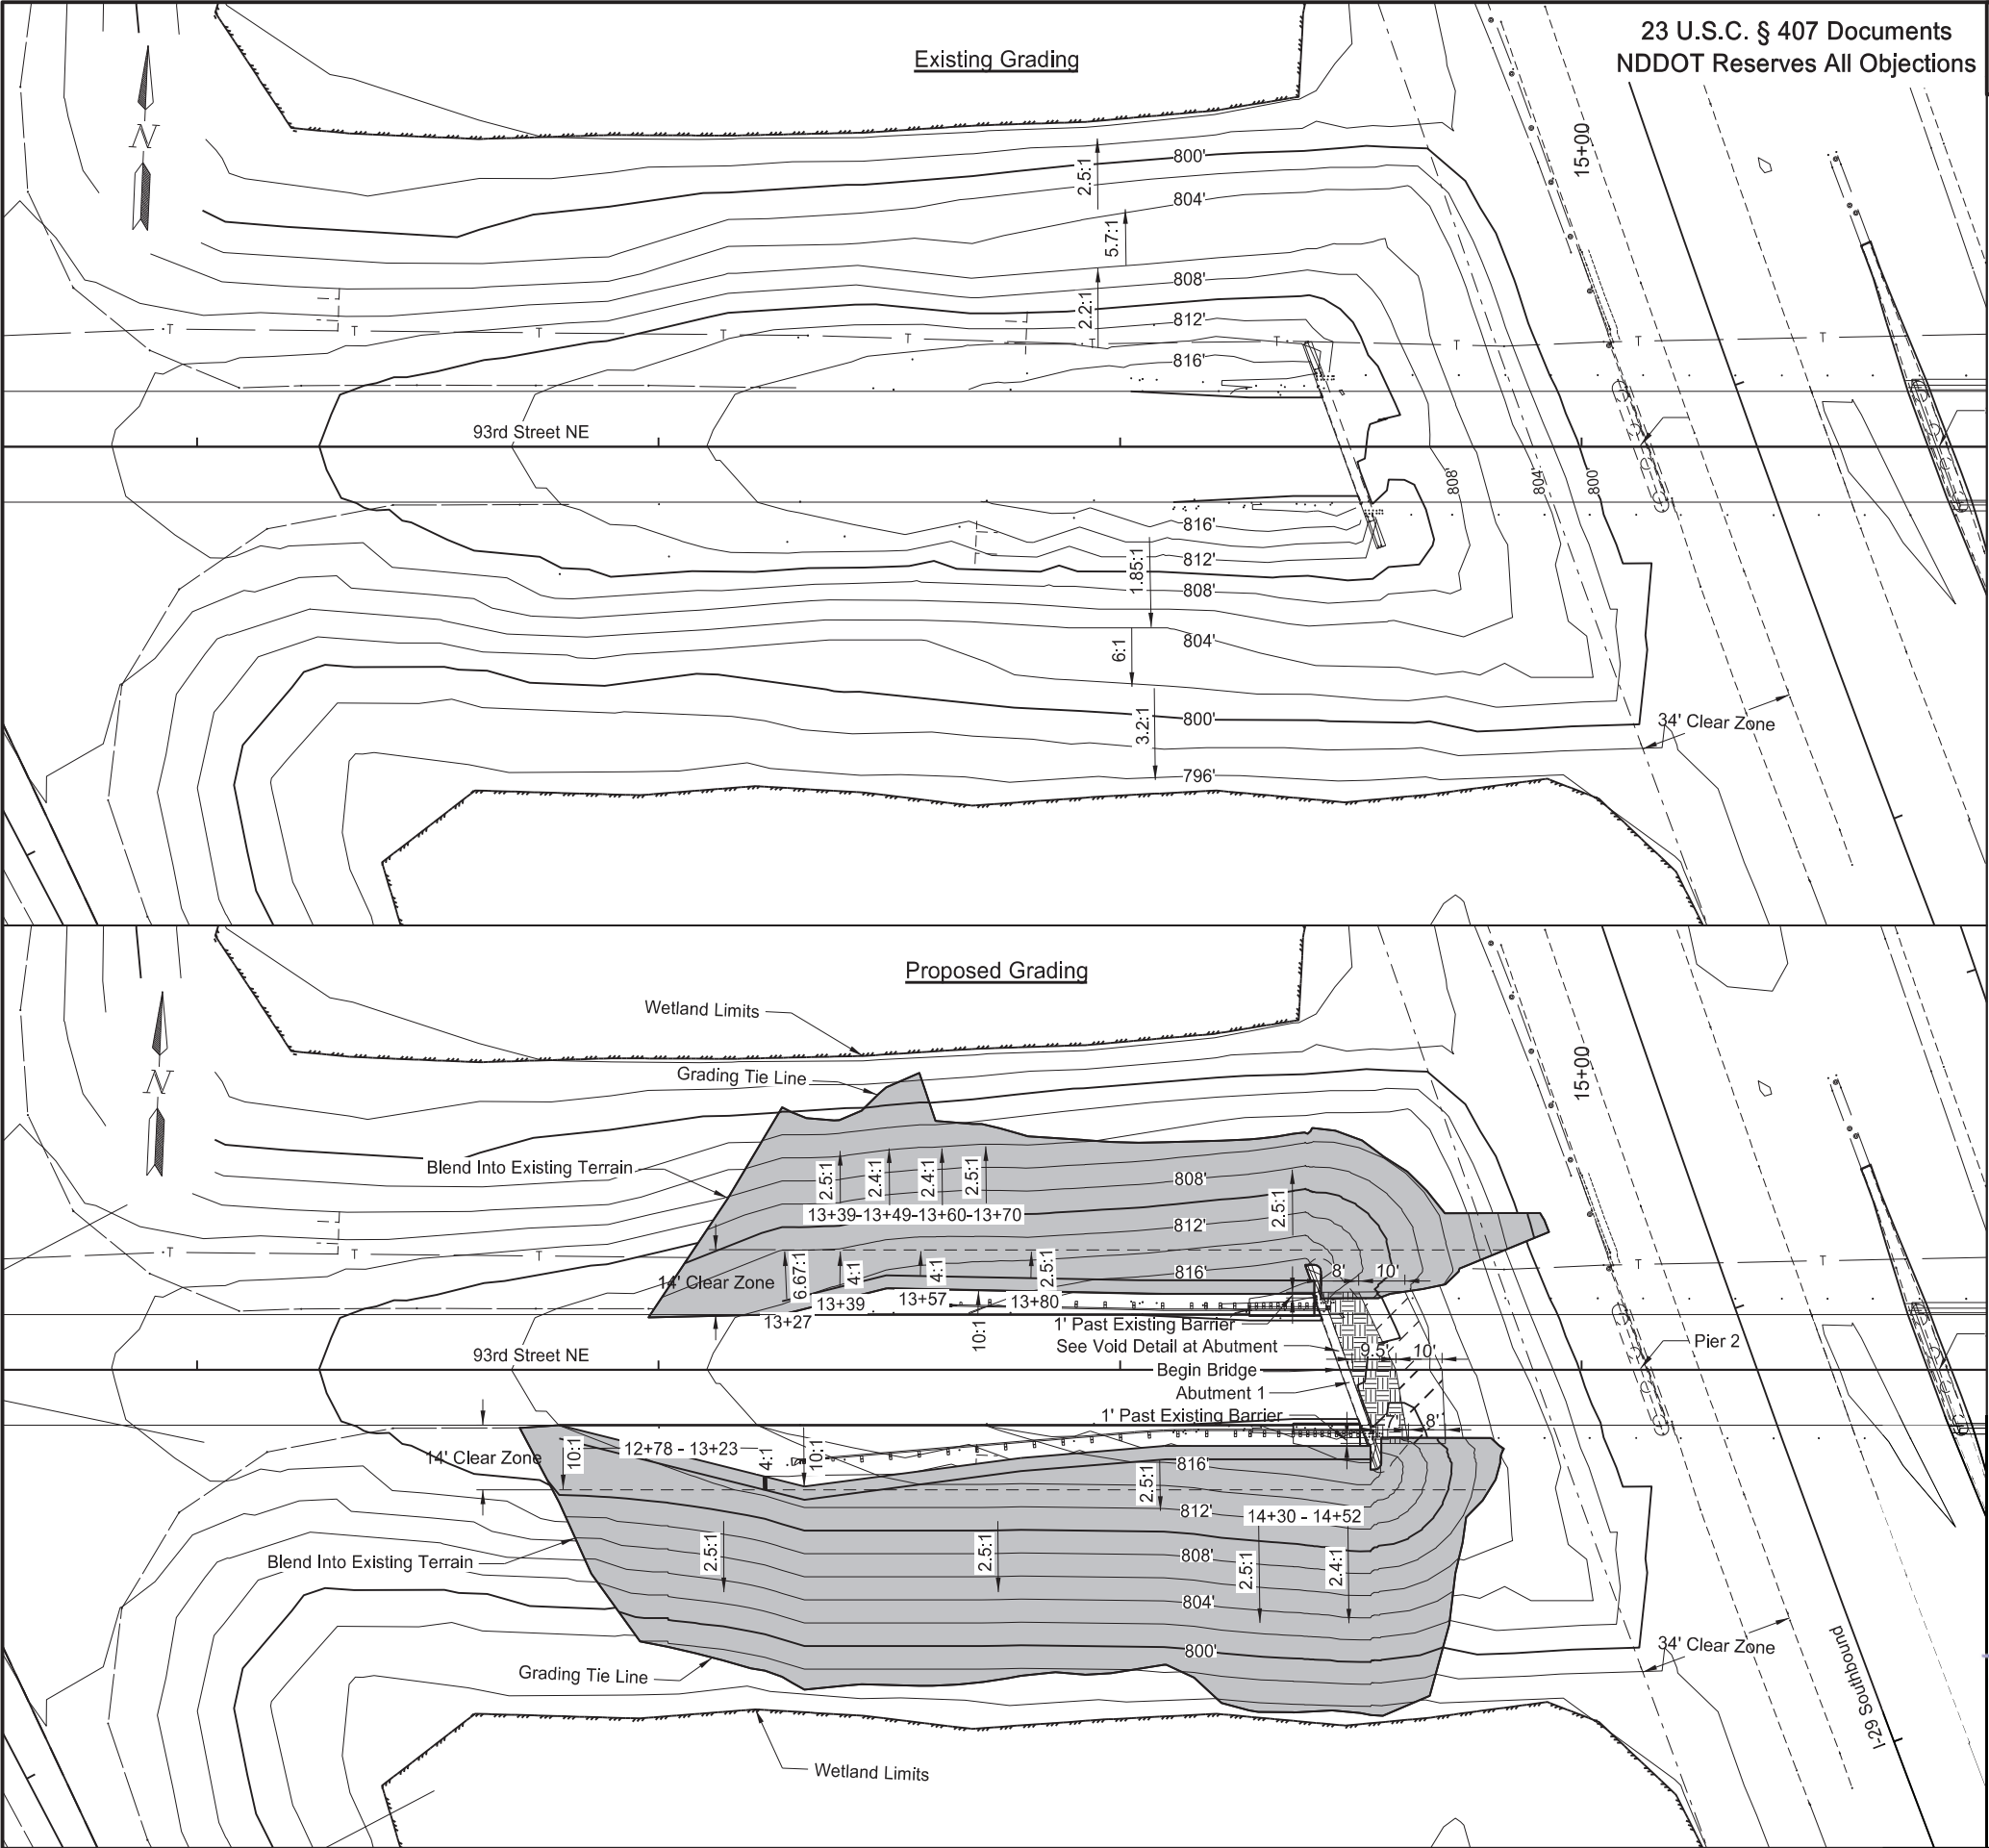 23 U.S.C. § 407 Documents
NDDOT Reserves All Objections
Existing Grading
N
15+00
800'
2.5:1
804'
5.7:1
808'
2.2:1
812'
T T T T T T T T T
816'
93rd Street NE
808'
804'
800'
816'
812'
1.85:1
808'
804'
6:1
800'
3.2:1
34' Clear Zone
796'
Proposed Grading
Wetland Limits
N
15+00
Grading Tie Line
Blend Into Existing Terrain
2.5:1 2.4:1 2.4:1 2.5:1
808'
13+39-13+49-13+60-13+70
2.5:1
812'
T T T T
14' Clear Zone
6.67:1
4:1
4:1
2.5:1
816'
8' 10'
13+39
13+57
13+80
13+27
10:1
1' Past Existing Barrier
See Void Detail at Abutment
93rd Street NE
9.5' 10'
Pier 2
Begin Bridge
Abutment 1
1' Past Existing Barrier
7' 8'
14' Clear Zone
10:1
12+78 - 13+23
4:1
10:1
816'
2.5:1
812'
14+30 - 14+52
Blend Into Existing Terrain
2.5:1
2.5:1
808'
2.5:1
2.4:1
804'
800'
34' Clear Zone
Grading Tie Line
I-29 Southbound
Wetland Limits